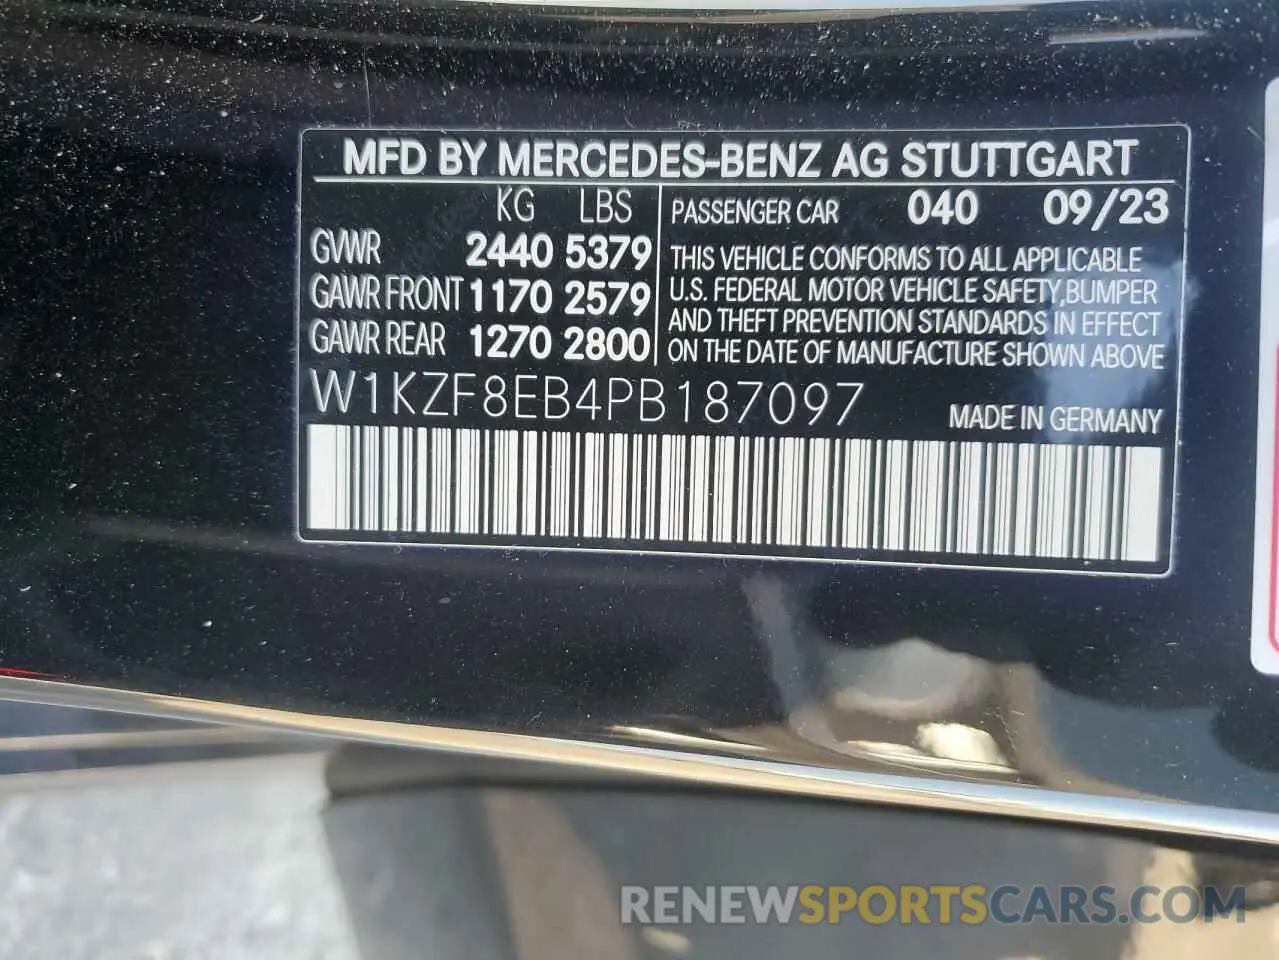 MFD BY MERCEDES-BENZ AG STUTTGART
KG LBS
GVWR 2440 5379
GAWR FRONT 1170 2579
GAWR REAR 1270 2800
PASSENGER CAR 040 09/23
THIS VEHICLE CONFORMS TO ALL APPLICABLE
U.S. FEDERAL MOTOR VEHICLE SAFETY,BUMPER
AND THEFT PREVENTION STANDARDS IN EFFECT
ON THE DATE OF MANUFACTURE SHOWN ABOVE
W1KZF8EB4PB187097
MADE IN GERMANY
RENEWSPORTSCARS.COM